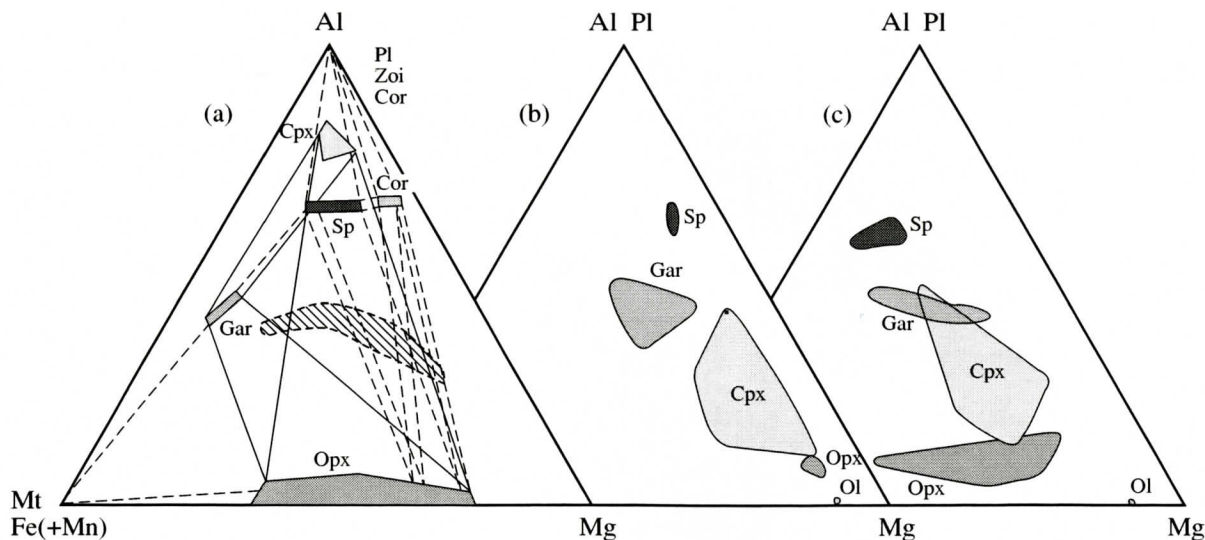 Al
Al Pl
Al Pl
Pl
Zoi
Cor
(a)
(b)
(c)
Cpx
Cor
Sp
Sp
Sp
Gar
Gar
Gar
Cpx
Cpx
Opx
Opx
Opx
Ol
Ol
Mt
Fe(+Mn)
Mg
Mg
Mg